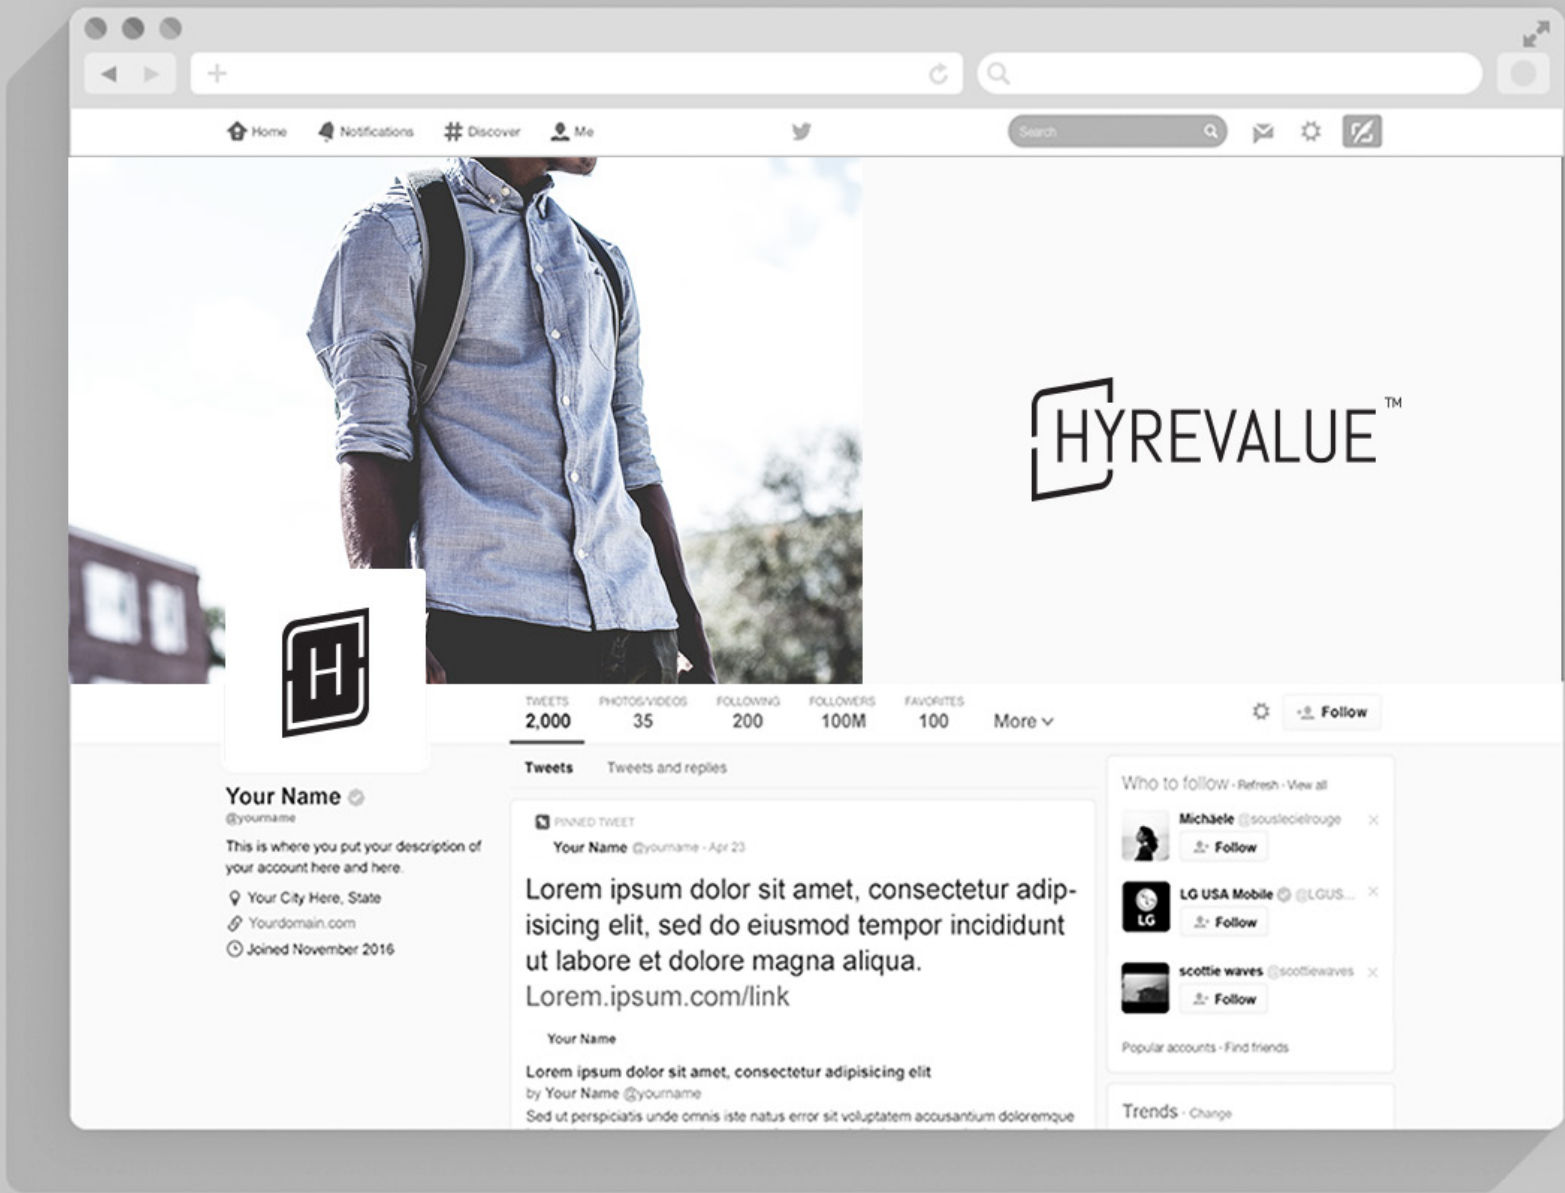 Home Notifications Discover Me Search
HYREVALUE™
H
TWEETS PHOTOS/VIDEOS FOLLOWING FOLLOWERS FAVORITES
2,000 35 200 100M 100 More
Follow
Your Name
@yourname
This is where you put your description of
your account here and here.
Your City Here, State
Yourdomain.com
Joined November 2016
Tweets Tweets and replies
PINNED TWEET
Your Name @yourname - Apr 23
Lorem ipsum dolor sit amet, consectetur adip-
isicing elit, sed do eiusmod tempor incididunt
ut labore et dolore magna aliqua.
Lorem.ipsum.com/link
Your Name
Lorem ipsum dolor sit amet, consectetur adipisicing elit
by Your Name @yourname
Sed ut perspiciatis unde omnis iste natus error sit voluptatem accusantium doloremque
Who to follow · Refresh · View all
Michàele @souslecielrouge
Follow
LG USA Mobile @LGUS...
LG
Follow
scottie waves @scottiewaves
Follow
Popular accounts · Find friends
Trends · Change